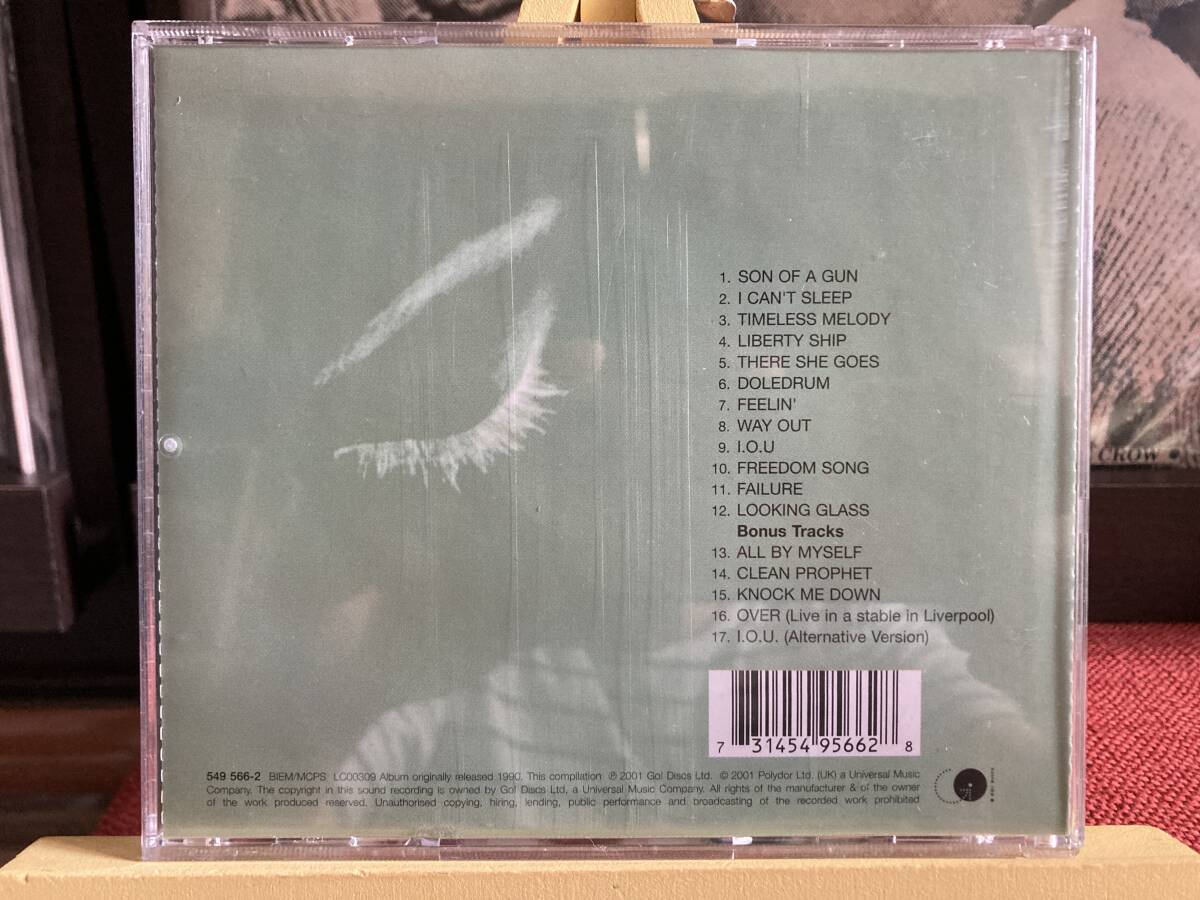 CROW
1. SON OF A GUN
2. I CAN'T SLEEP
3. TIMELESS MELODY
4. LIBERTY SHIP
5. THERE SHE GOES
6. DOLEDRUM
7. FEELIN'
8. WAY OUT
9. I.O.U
10. FREEDOM SONG
11. FAILURE
12. LOOKING GLASS
Bonus Tracks
13. ALL BY MYSELF
14. CLEAN PROPHET
15. KNOCK ME DOWN
16. OVER (Live in a stable in Liverpool)
17. I.O.U. (Alternative Version)
7 31454 95662 8
549 566-2 BIEM/MCPS LC00309 Album originally released 1990. This compilation ℗ 2001 Go! Discs Ltd. © 2001 Polydor Ltd. (UK) a Universal Music
Company. The copyright in this sound recording is owned by Go! Discs Ltd, a Universal Music Company. All rights of the manufacturer & of the owner
of the work produced reserved. Unauthorised copying, hiring, lending, public performance and broadcasting of the recorded work prohibited